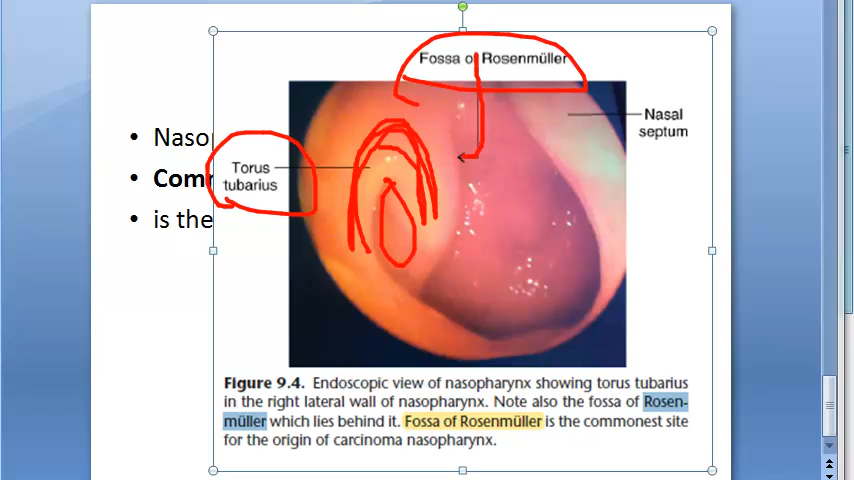 Fossa of Rosenmüller
Nasal
septum
• Nasop
Torus
tubarius
• Com
• is the
Figure 9.4. Endoscopic view of nasopharynx showing torus tubarius
in the right lateral wall of nasopharynx. Note also the fossa of Rosen-
müller which lies behind it. Fossa of Rosenmüller is the commonest site
for the origin of carcinoma nasopharynx.